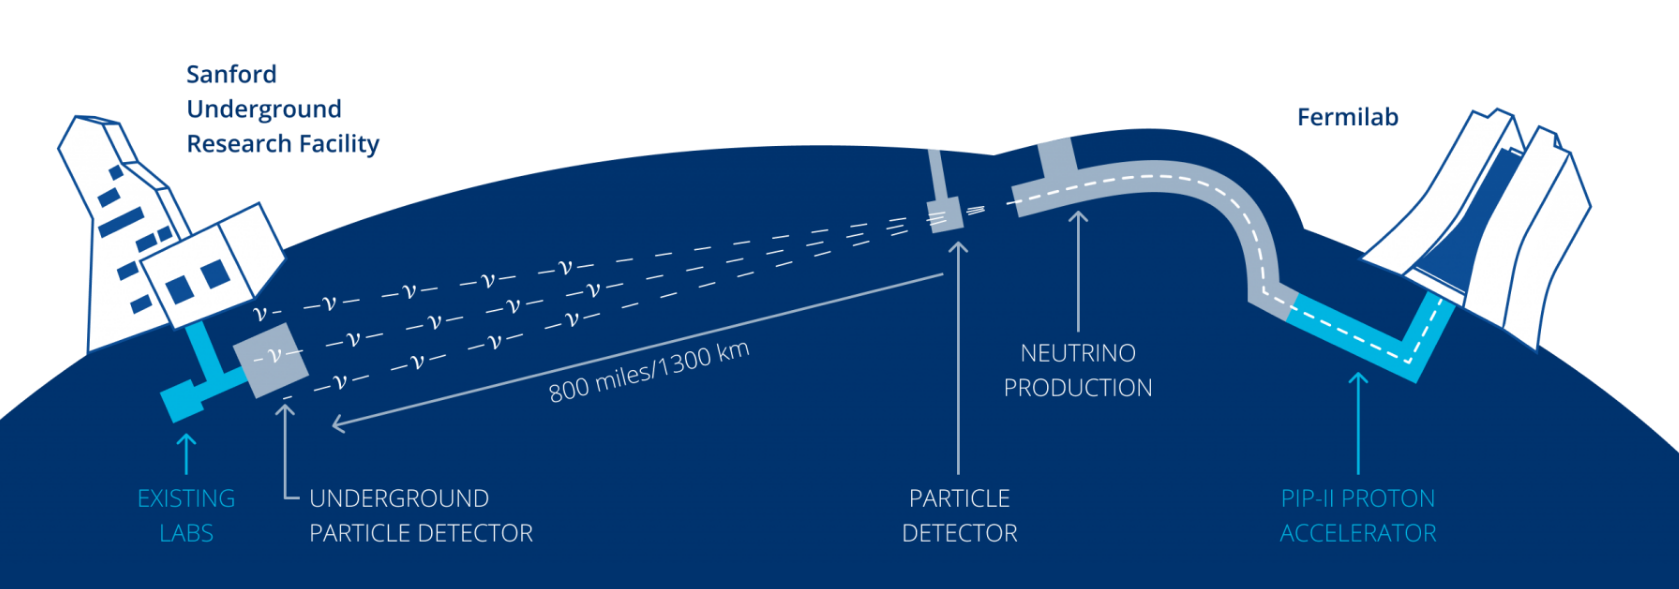 Sanford
Underground
Research Facility
Fermilab
ν ν ν ν ν
ν ν ν ν ν
ν ν ν ν
800 miles/1300 km
NEUTRINO
PRODUCTION
EXISTING
LABS
UNDERGROUND
PARTICLE DETECTOR
PARTICLE
DETECTOR
PIP-II PROTON
ACCELERATOR